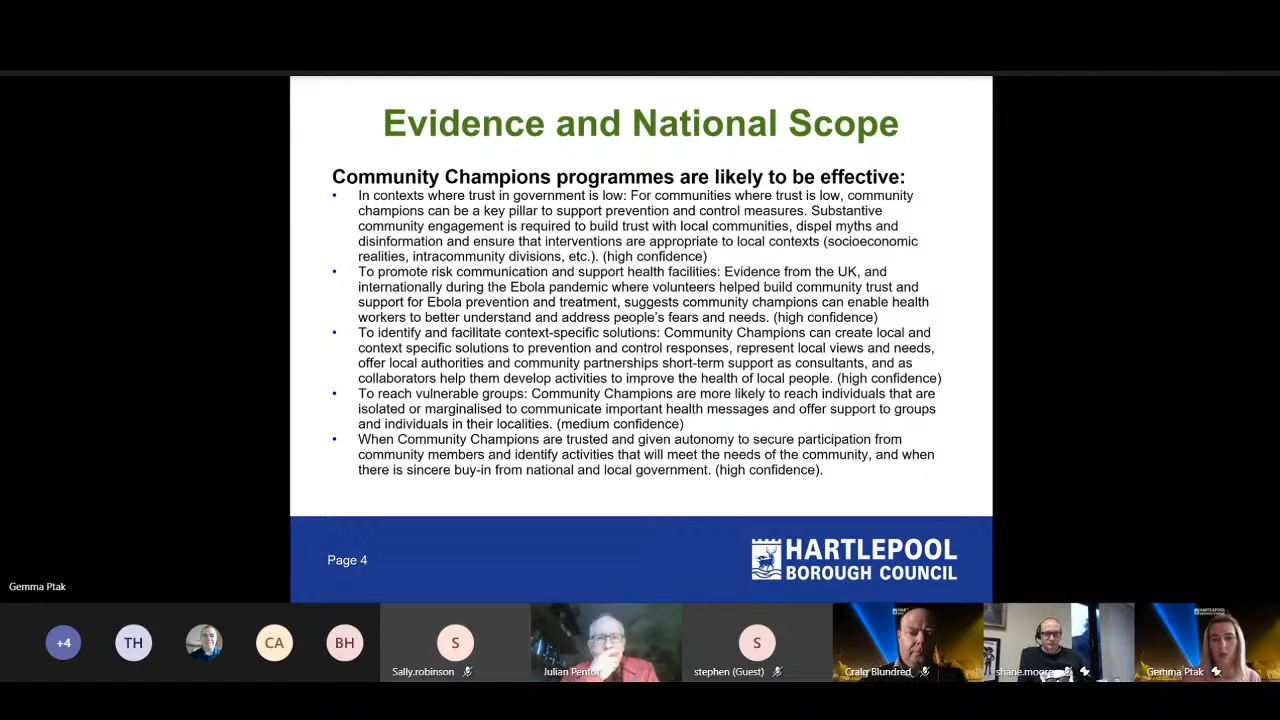 Evidence and National Scope
Community Champions programmes are likely to be effective:
• In contexts where trust in government is low: For communities where trust is low, community
champions can be a key pillar to support prevention and control measures. Substantive
community engagement is required to build trust with local communities, dispel myths and
disinformation and ensure that interventions are appropriate to local contexts (socioeconomic
realities, intracommunity divisions, etc.). (high confidence)
• To promote risk communication and support health facilities: Evidence from the UK, and
internationally during the Ebola pandemic where volunteers helped build community trust and
support for Ebola prevention and treatment, suggests community champions can enable health
workers to better understand and address people's fears and needs. (high confidence)
• To identify and facilitate context-specific solutions: Community Champions can create local and
context specific solutions to prevention and control responses, represent local views and needs,
offer local authorities and community partnerships short-term support as consultants, and as
collaborators help them develop activities to improve the health of local people. (high confidence)
• To reach vulnerable groups: Community Champions are more likely to reach individuals that are
isolated or marginalised to communicate important health messages and offer support to groups
and individuals in their localities. (medium confidence)
• When Community Champions are trusted and given autonomy to secure participation from
community members and identify activities that will meet the needs of the community, and when
there is sincere buy-in from national and local government. (high confidence).
Page 4
HARTLEPOOL
BOROUGH COUNCIL
Gemma Ptak
+4
TH
CA
BH
S
Sally.robinson
Julian Penton
S
stephen (Guest)
Craig Blundred
shane.moore
Gemma Ptak